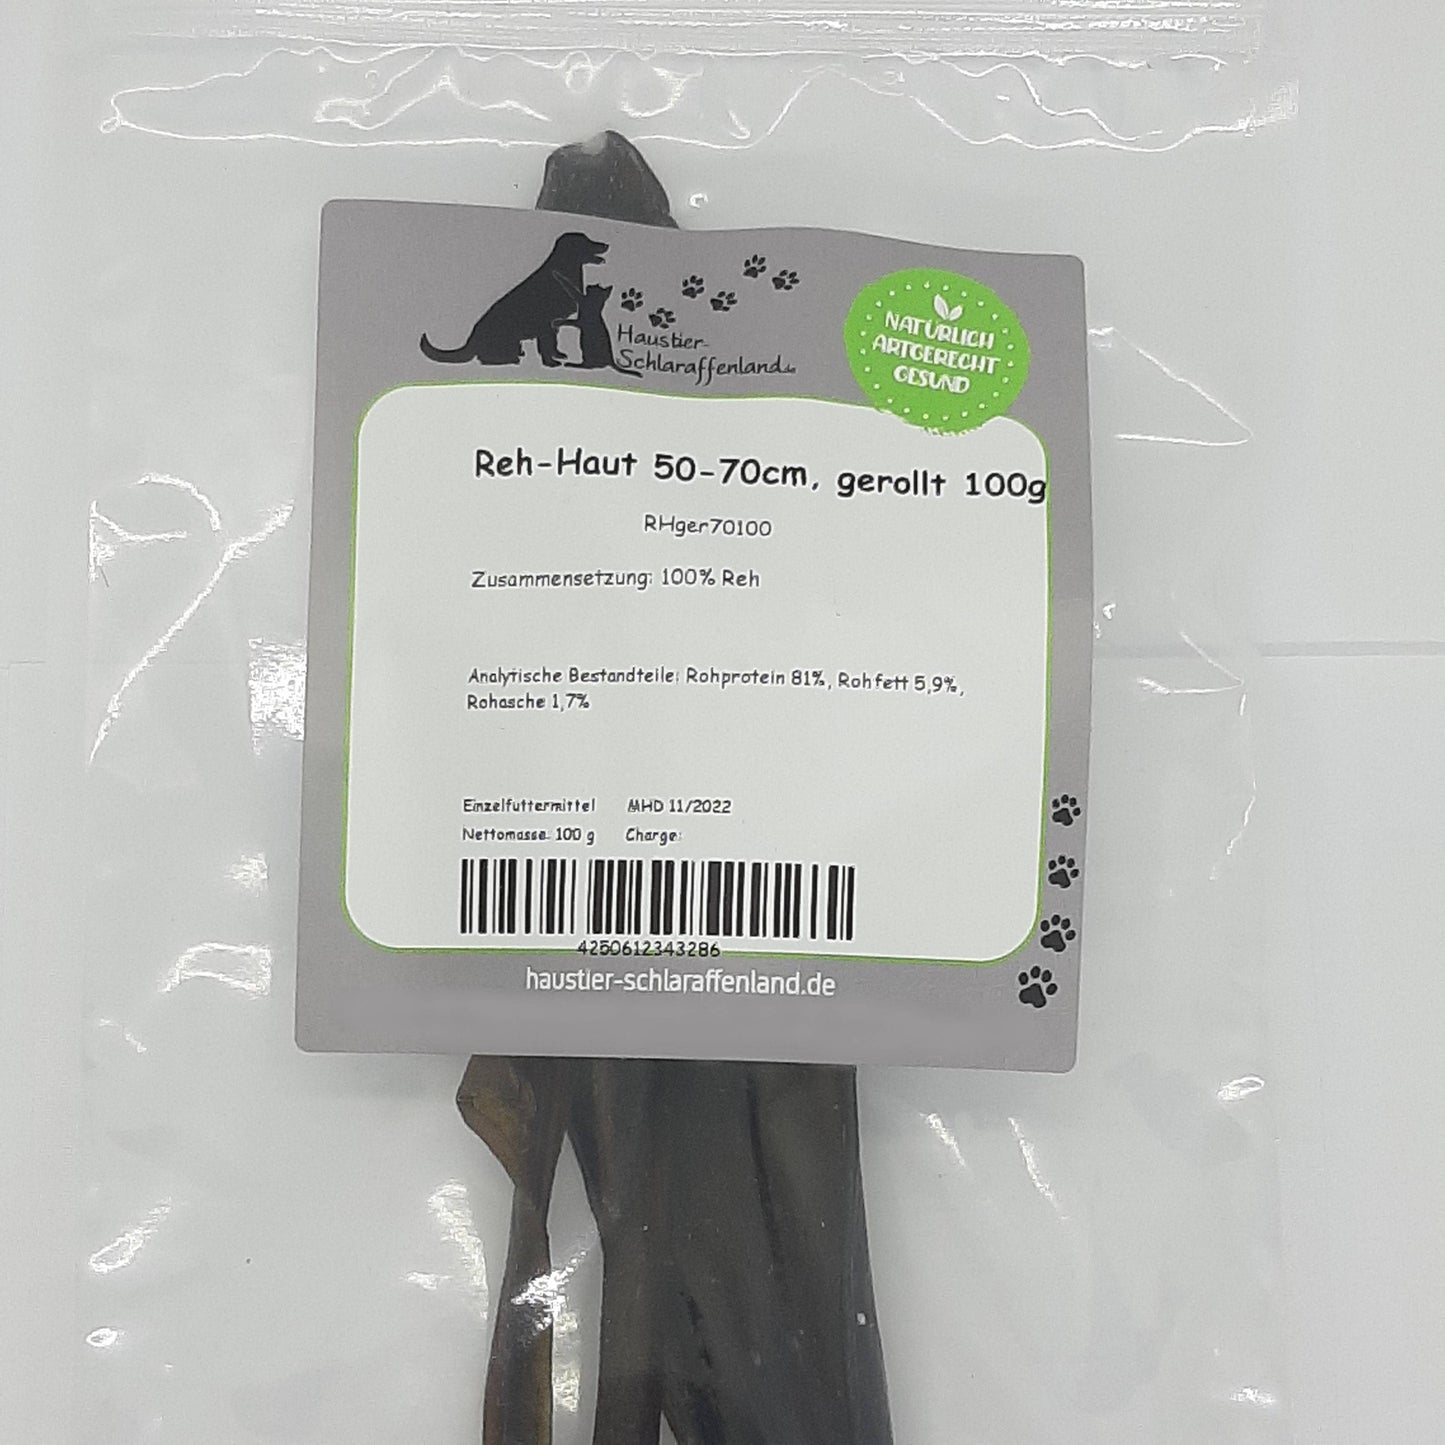 Haustier-
Schlaraffenland.de
NATÜRLICH
ARTGERECHT
GESUND
Reh-Haut 50-70cm, gerollt 100g
RHger70100
Zusammensetzung: 100% Reh
Analytische Bestandteile: Rohprotein 81%, Rohfett 5,9%,
Rohasche 1,7%
Einzelfuttermittel MHD 11/2022
Nettomasse: 100 g Charge:
4250612343286
haustier-schlaraffenland.de